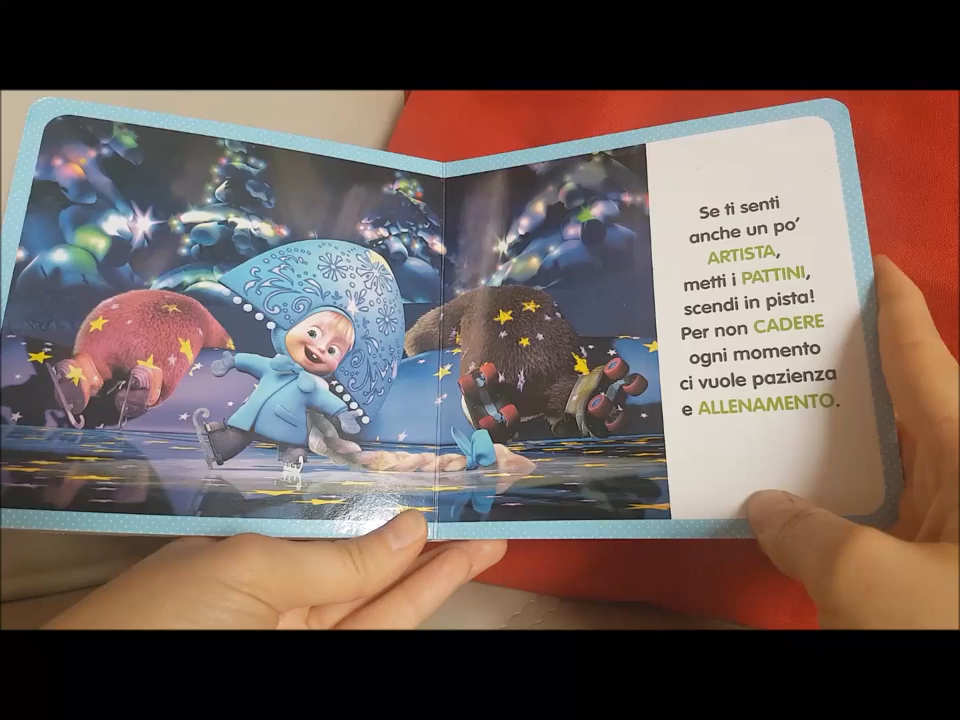 Se ti senti
anche un po'
ARTISTA,
metti i PATTINI,
scendi in pista!
Per non CADERE
ogni momento
ci vuole pazienza
e ALLENAMENTO.